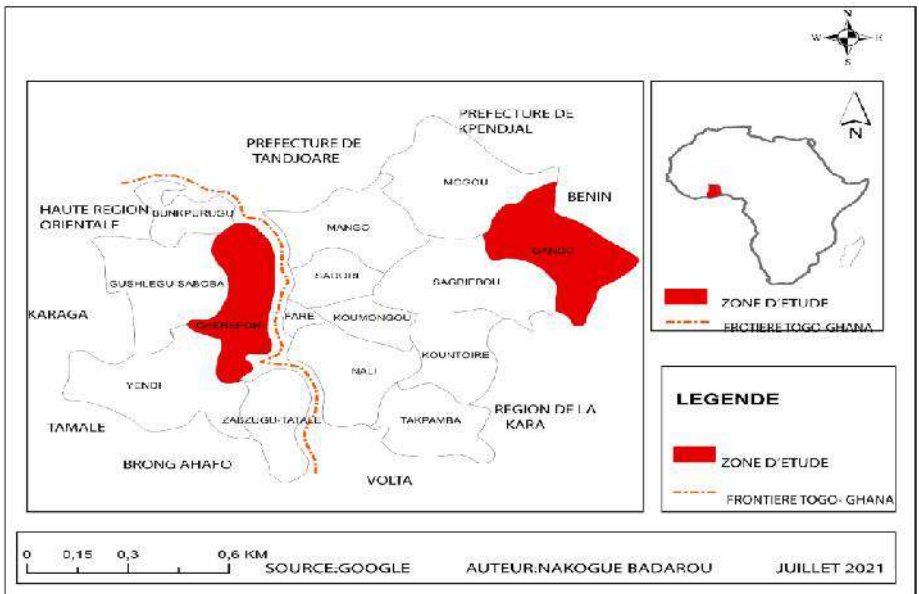 N
W E
S
PREFECTURE DE
KPENDJAL
PREFECTURE DE
TANDJOARE
N
MOGOU
BENIN
HAUTE REGION
ORIENTALE
BUNKPURUGU
MANGO
GANDO
SADORI
GUSHLEGU-SABOBA
SAGBIEBOU
ZONE D'ETUDE
KARAGA
FARE
KOUMONGOU
FROTIERE TOGO-GHANA
KOUNTOIRE
NALI
YENDI
LEGENDE
REGION DE LA
KARA
ZABZUGU-TATALE
TAKPAMBA
TAMALE
BRONG AHAFO
ZONE D'ETUDE
VOLTA
FRONTIERE TOGO- GHANA
0 0,15 0,3 0,6 KM
SOURCE:GOOGLE AUTEUR:NAKOGUE BADAROU JUILLET 2021